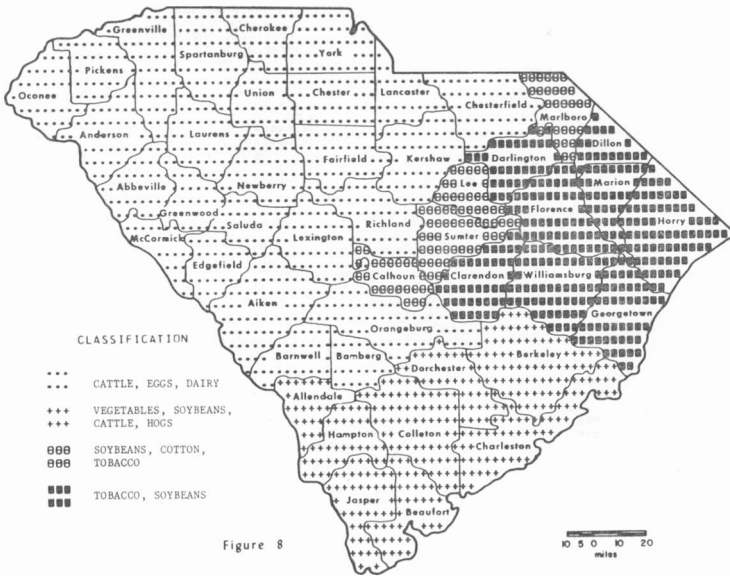 Greenville
Cherokee
Spartanburg
York
Pickens
Oconee
Union
Chester
Lancaster
Chesterfield
Marlboro
Anderson
Laurens
Dillon
Darlington
Fairfield
Kershaw
Abbeville
Newberry
Lee
Marion
Greenwood
Florence
Saluda
Richland
Horry
McCormick
Lexington
Sumter
Edgefield
Calhoun
Clarendon
Williamsburg
Aiken
Georgetown
Orangeburg
CLASSIFICATION
Barnwell
Bamberg
Berkeley
Dorchester
CATTLE, EGGS, DAIRY
Allendale
VEGETABLES, SOYBEANS,
CATTLE, HOGS
Hampton
Colleton
Charleston
SOYBEANS, COTTON,
TOBACCO
TOBACCO, SOYBEANS
Jasper
Beaufort
Figure 8
10 5 0 10 20
miles